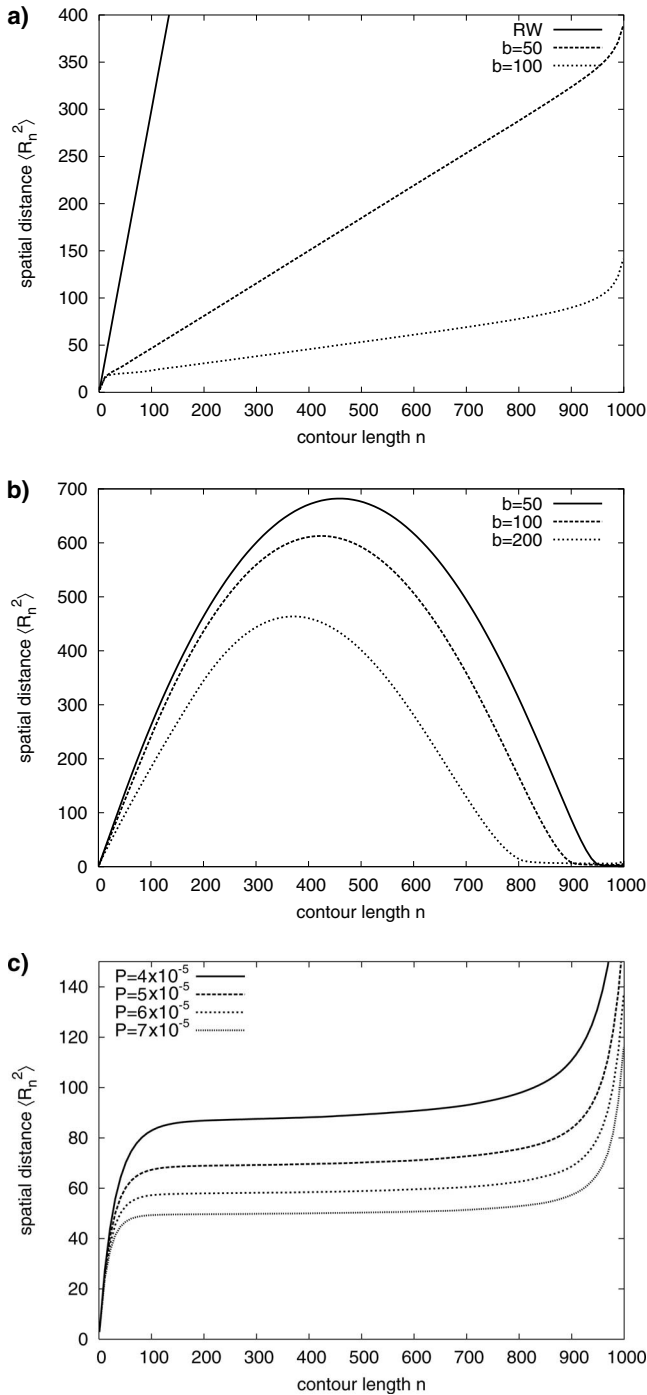 a)
400
350
300
250
200
150
100
50
0
spatial distance ⟨R_n^2⟩
RW
b=50
b=100
0 100 200 300 400 500 600 700 800 900 1000
contour length n
b)
700
600
500
400
300
200
100
0
spatial distance ⟨R_n^2⟩
b=50
b=100
b=200
0 100 200 300 400 500 600 700 800 900 1000
contour length n
c)
140
120
100
80
60
40
20
0
spatial distance ⟨R_n^2⟩
P=4x10^-5
P=5x10^-5
P=6x10^-5
P=7x10^-5
0 100 200 300 400 500 600 700 800 900 1000
contour length n